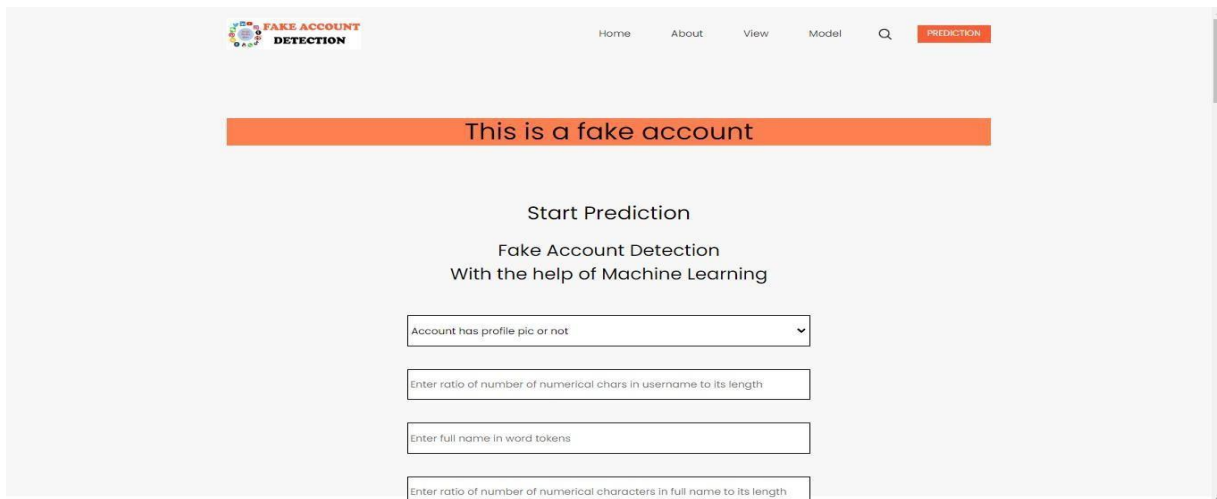 FAKE ACCOUNT
DETECTION
Home About View Model PREDICTION
This is a fake account
Start Prediction
Fake Account Detection
With the help of Machine Learning
Account has profile pic or not
Enter ratio of number of numerical chars in username to its length
Enter full name in word tokens
Enter ratio of number of numerical characters in full name to its length